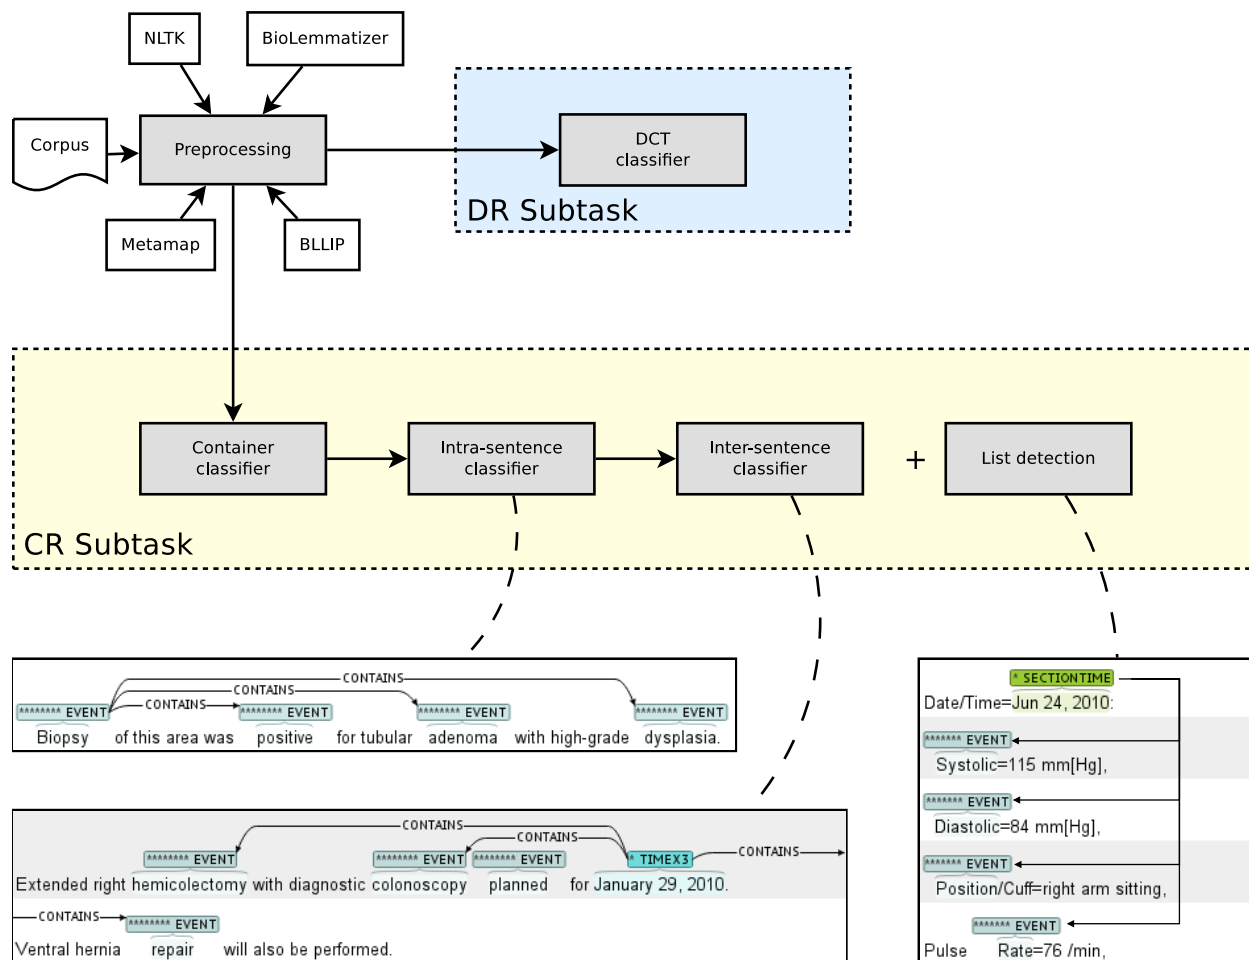 NLTK
BioLemmatizer
Corpus
Preprocessing
DCT
classifier
DR Subtask
Metamap
BLLIP
Container
classifier
Intra-sentence
classifier
Inter-sentence
classifier
+
List detection
CR Subtask
CONTAINS
CONTAINS
CONTAINS
******** EVENT ******** EVENT ******** EVENT ******** EVENT
Biopsy of this area was positive for tubular adenoma with high-grade dysplasia.
CONTAINS
CONTAINS
CONTAINS
******** EVENT ******** EVENT ******** EVENT * TIMEX3
Extended right hemicolectomy with diagnostic colonoscopy planned for January 29, 2010.
CONTAINS
******** EVENT
Ventral hernia repair will also be performed.
* SECTIONTIME
Date/Time=Jun 24, 2010:
******* EVENT
Systolic=115 mm[Hg],
******* EVENT
Diastolic=84 mm[Hg],
******* EVENT
Position/Cuff=right arm sitting,
******* EVENT
Pulse Rate=76 /min,